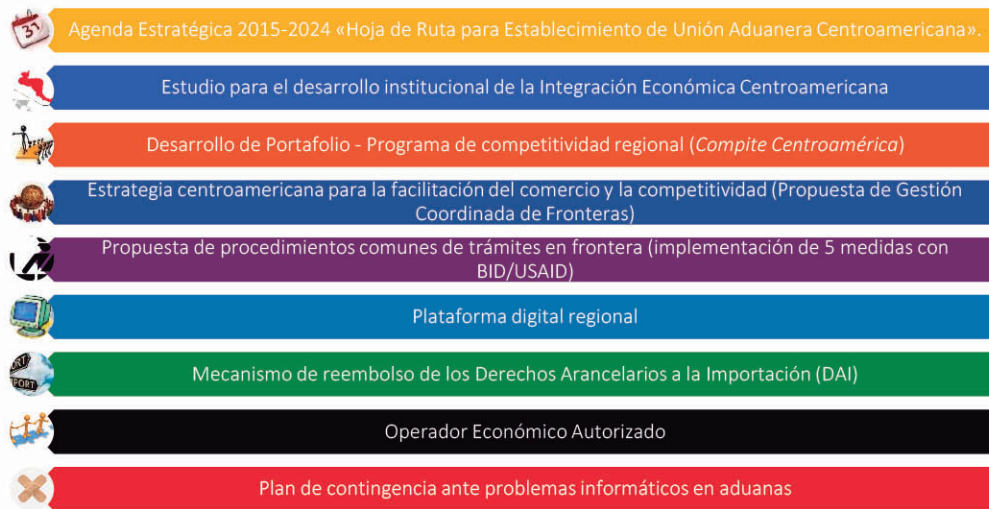 31
Agenda Estratégica 2015-2024 «Hoja de Ruta para Establecimiento de Unión Aduanera Centroamericana».
Estudio para el desarrollo institucional de la Integración Económica Centroamericana
Desarrollo de Portafolio - Programa de competitividad regional (Compite Centroamérica)
Estrategia centroamericana para la facilitación del comercio y la competitividad (Propuesta de Gestión
Coordinada de Fronteras)
Propuesta de procedimientos comunes de trámites en frontera (implementación de 5 medidas con
BID/USAID)
Plataforma digital regional
Mecanismo de reembolso de los Derechos Arancelarios a la Importación (DAI)
Operador Económico Autorizado
Plan de contingencia ante problemas informáticos en aduanas